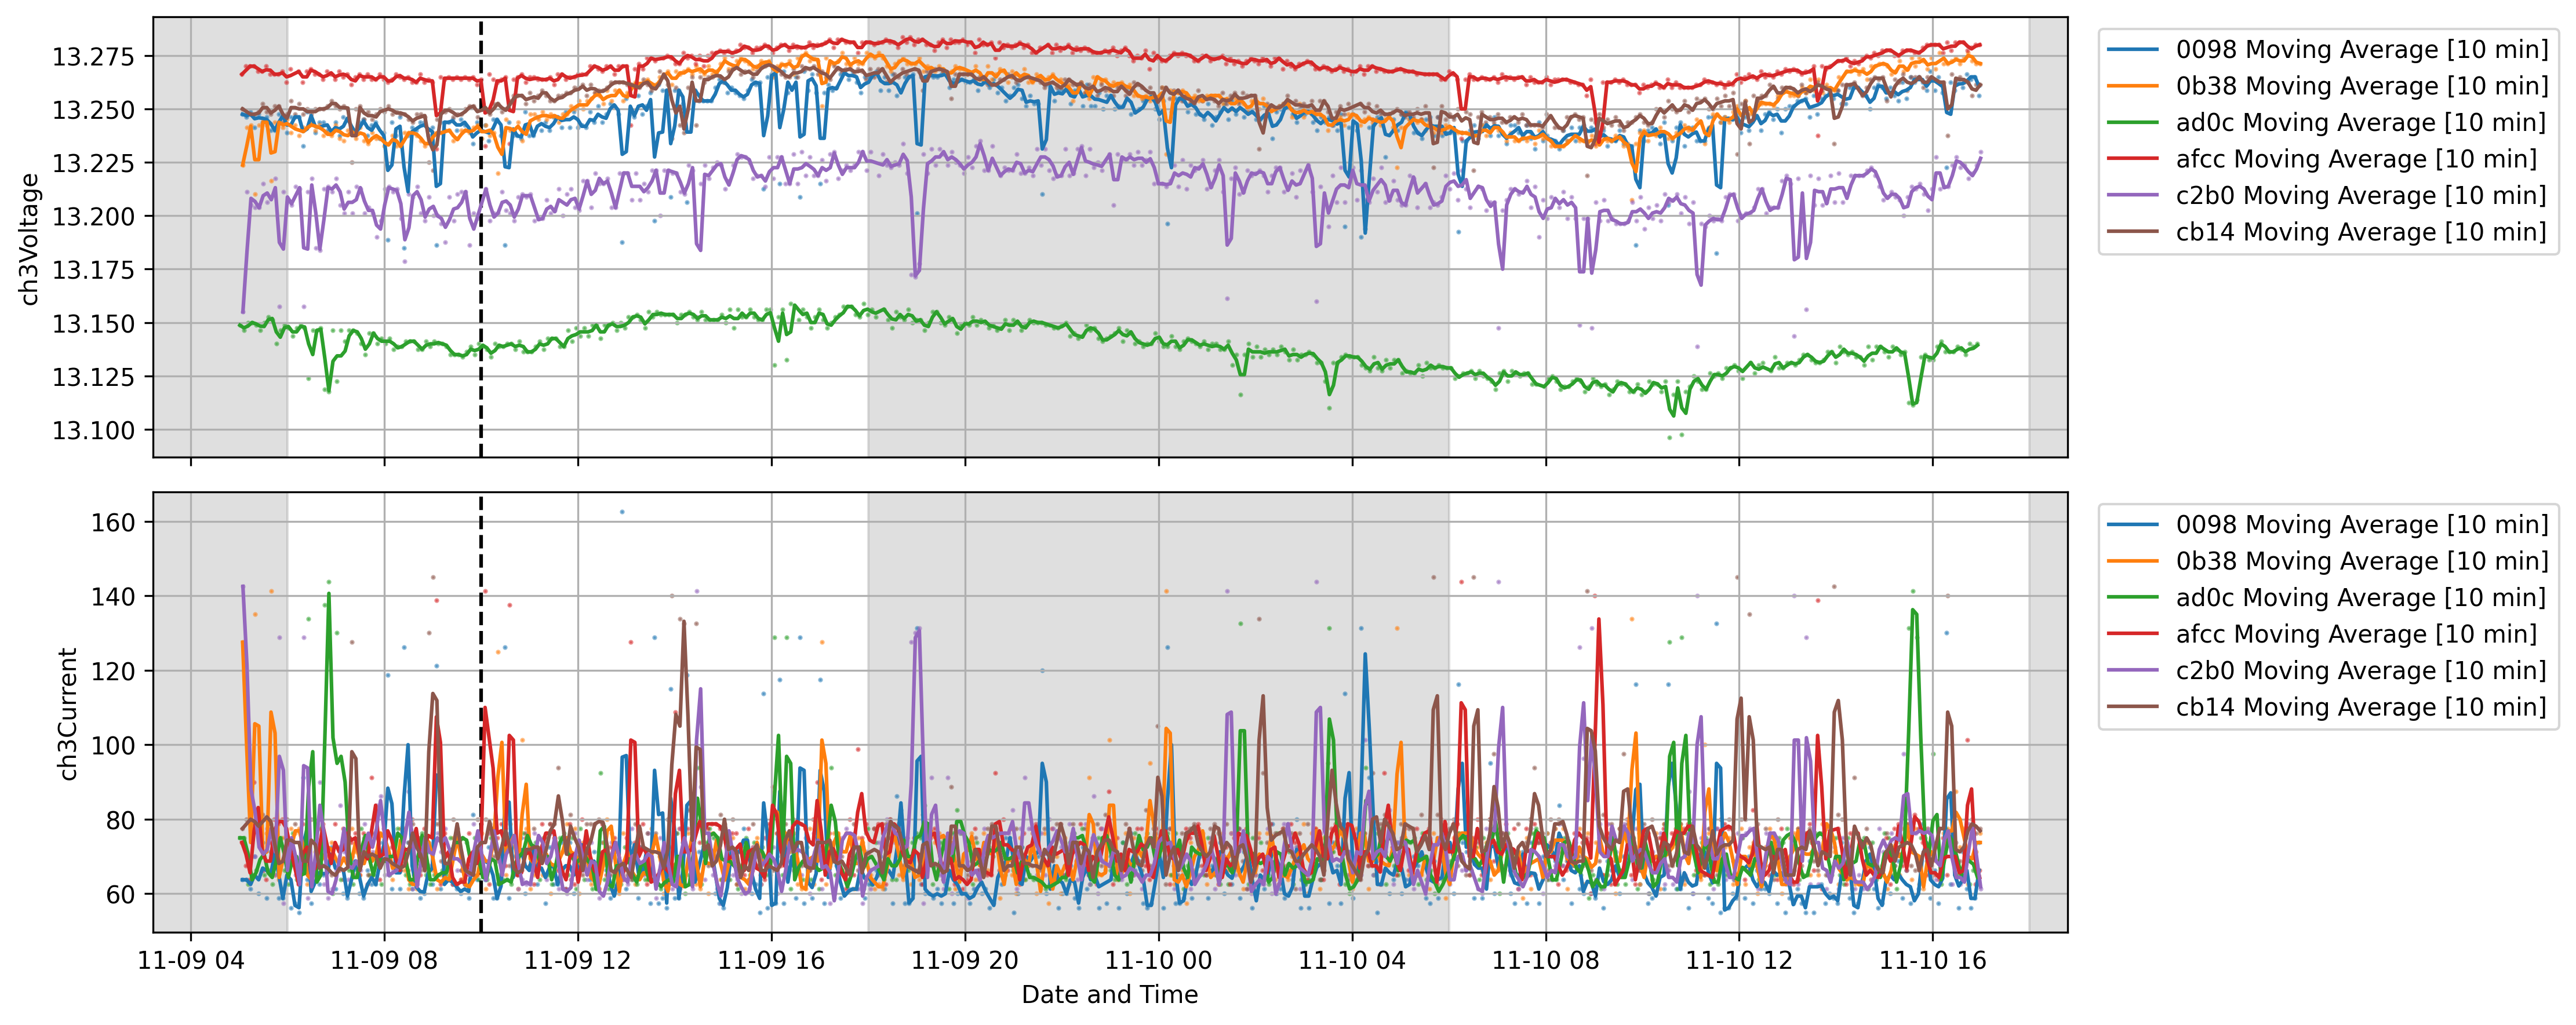 ch3Voltage
13.275
13.250
13.225
13.200
13.175
13.150
13.125
13.100
0098 Moving Average [10 min]
0b38 Moving Average [10 min]
ad0c Moving Average [10 min]
afcc Moving Average [10 min]
c2b0 Moving Average [10 min]
cb14 Moving Average [10 min]
ch3Current
160
140
120
100
80
60
0098 Moving Average [10 min]
0b38 Moving Average [10 min]
ad0c Moving Average [10 min]
afcc Moving Average [10 min]
c2b0 Moving Average [10 min]
cb14 Moving Average [10 min]
11-09 04 11-09 08 11-09 12 11-09 16 11-09 20 11-10 00 11-10 04 11-10 08 11-10 12 11-10 16
Date and Time